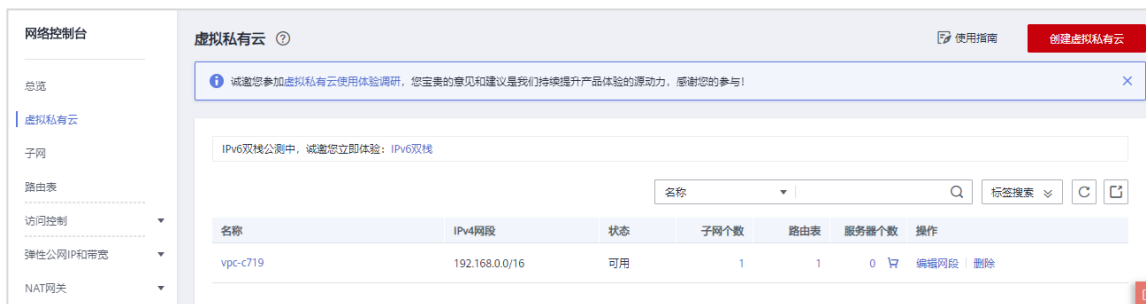 网络控制台
虚拟私有云
使用指南
创建虚拟私有云
诚邀您参加虚拟私有云使用体验调研，您宝贵的意见和建议是我们持续提升产品体验的源动力，感谢您的参与！
总览
虚拟私有云
子网
路由表
访问控制
弹性公网IP和带宽
NAT网关
IPv6双栈公测中，诚邀您立即体验：IPv6双栈
名称 标签搜索
名称 IPv4网段 状态 子网个数 路由表 服务器个数 操作
vpc-c719 192.168.0.0/16 可用 1 1 0 编辑网段 删除